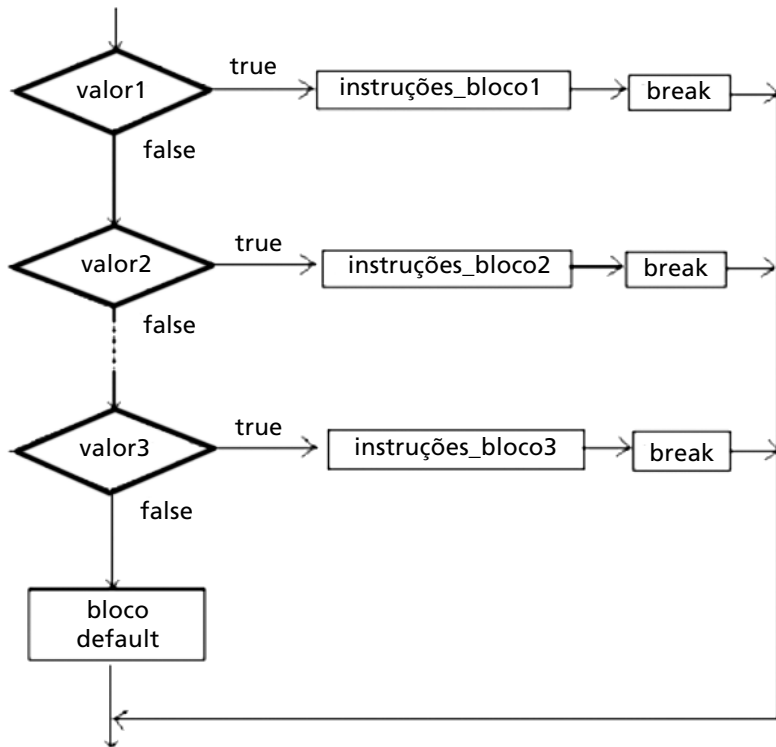 true
valor1
instruções_bloco1
break
false
true
valor2
instruções_bloco2
break
false
true
valor3
instruções_bloco3
break
false
bloco
default